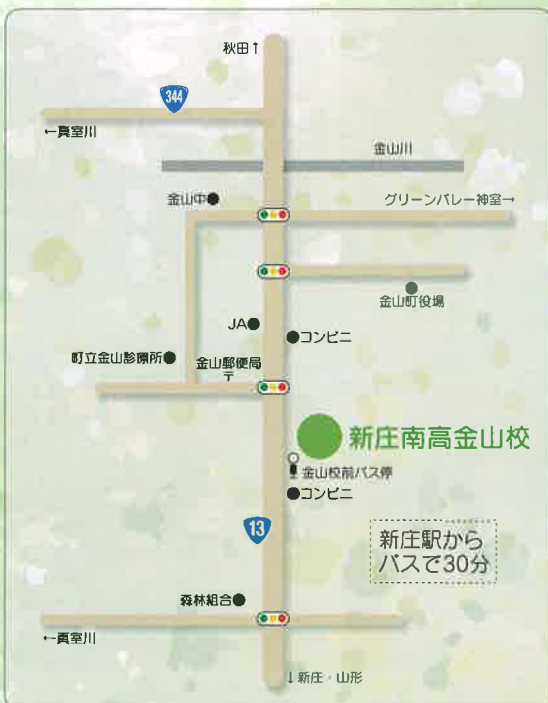 秋田↑
344
←真室川
金山川
金山中●
グリーンバレー神室→
金山町役場
JA●
●コンビニ
町立金山診療所●
金山郵便局
〒
新庄南高金山校
金山校前バス停
●コンビニ
13
新庄駅から
バスで30分
森林組合●
←真室川
↓新庄・山形